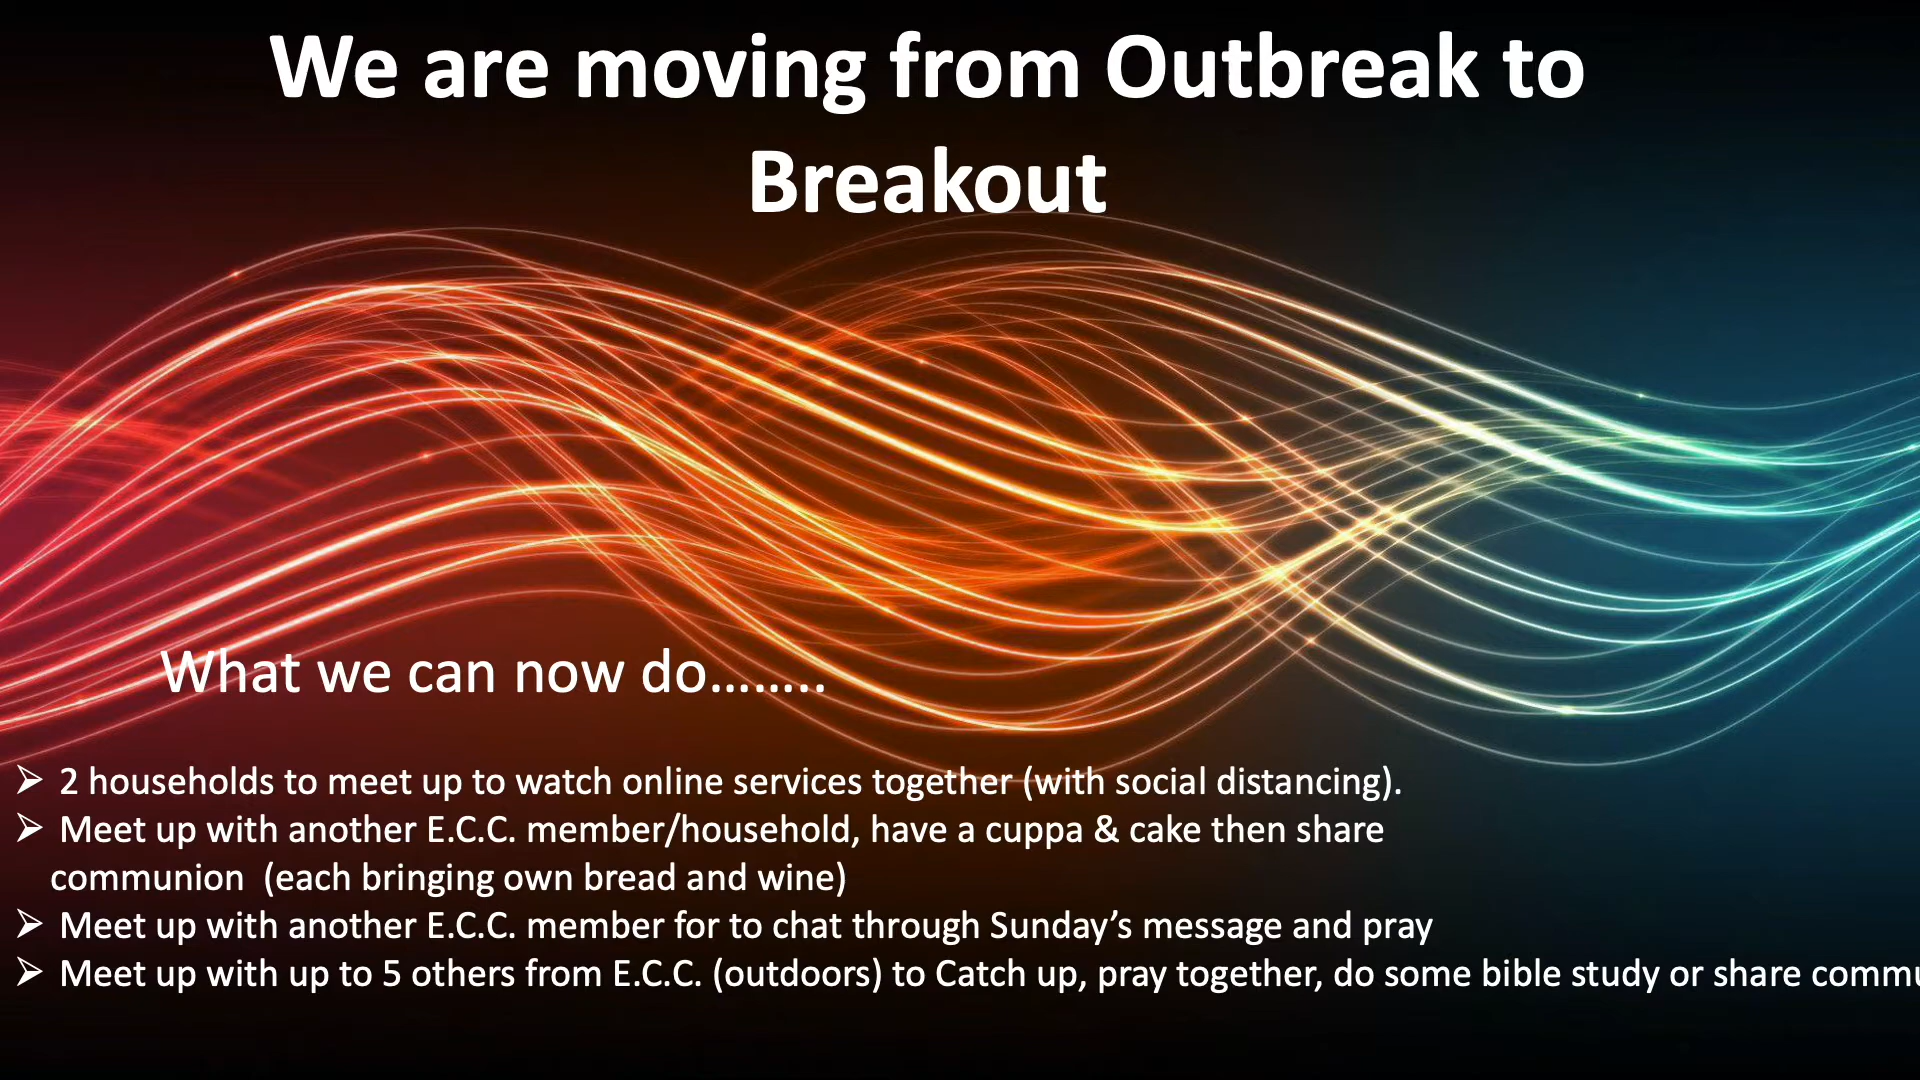 We are moving from Outbreak to
Breakout
What we can now do……..
➢ 2 households to meet up to watch online services together (with social distancing).
➢ Meet up with another E.C.C. member/household, have a cuppa & cake then share
communion  (each bringing own bread and wine)
➢ Meet up with another E.C.C. member for to chat through Sunday’s message and pray
➢ Meet up with up to 5 others from E.C.C. (outdoors) to Catch up, pray together, do some bible study or share